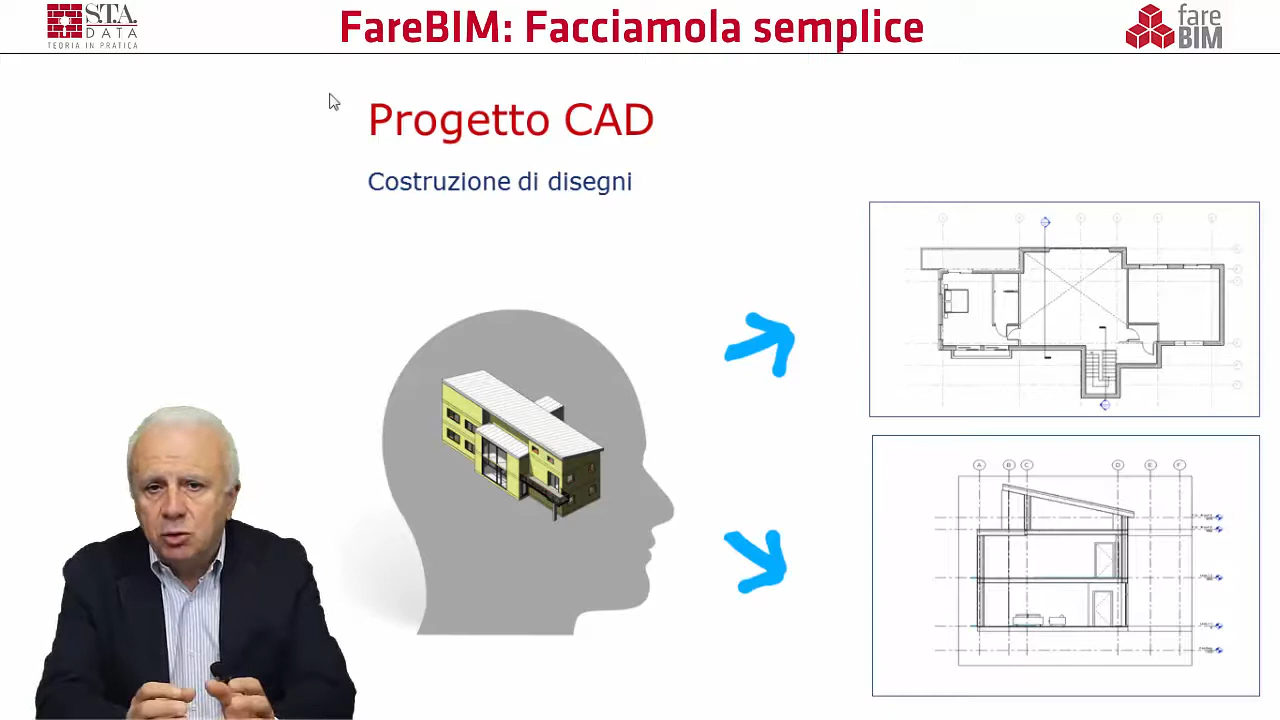 S.T.A.
DATA
TEORIA IN PRATICA
FareBIM: Facciamola semplice
fare
BIM
Progetto CAD
Costruzione di disegni
A B C D E F